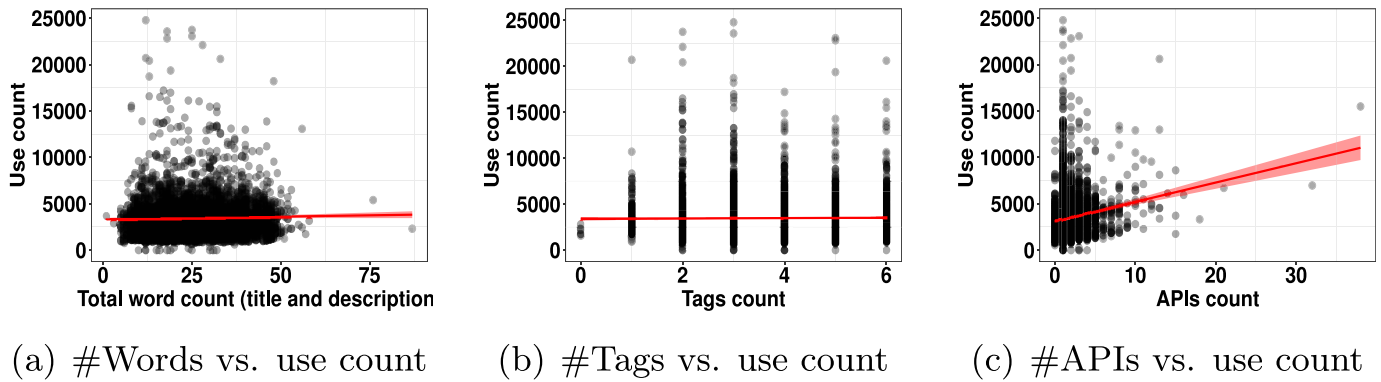 25000
20000
15000
10000
5000
0
Use count
0 25 50 75
Total word count (title and description
(a) #Words vs. use count
25000
20000
15000
10000
5000
0
Use count
0 2 4 6
Tags count
(b) #Tags vs. use count
25000
20000
15000
10000
5000
0
Use count
0 10 20 30
APIs count
(c) #APIs vs. use count